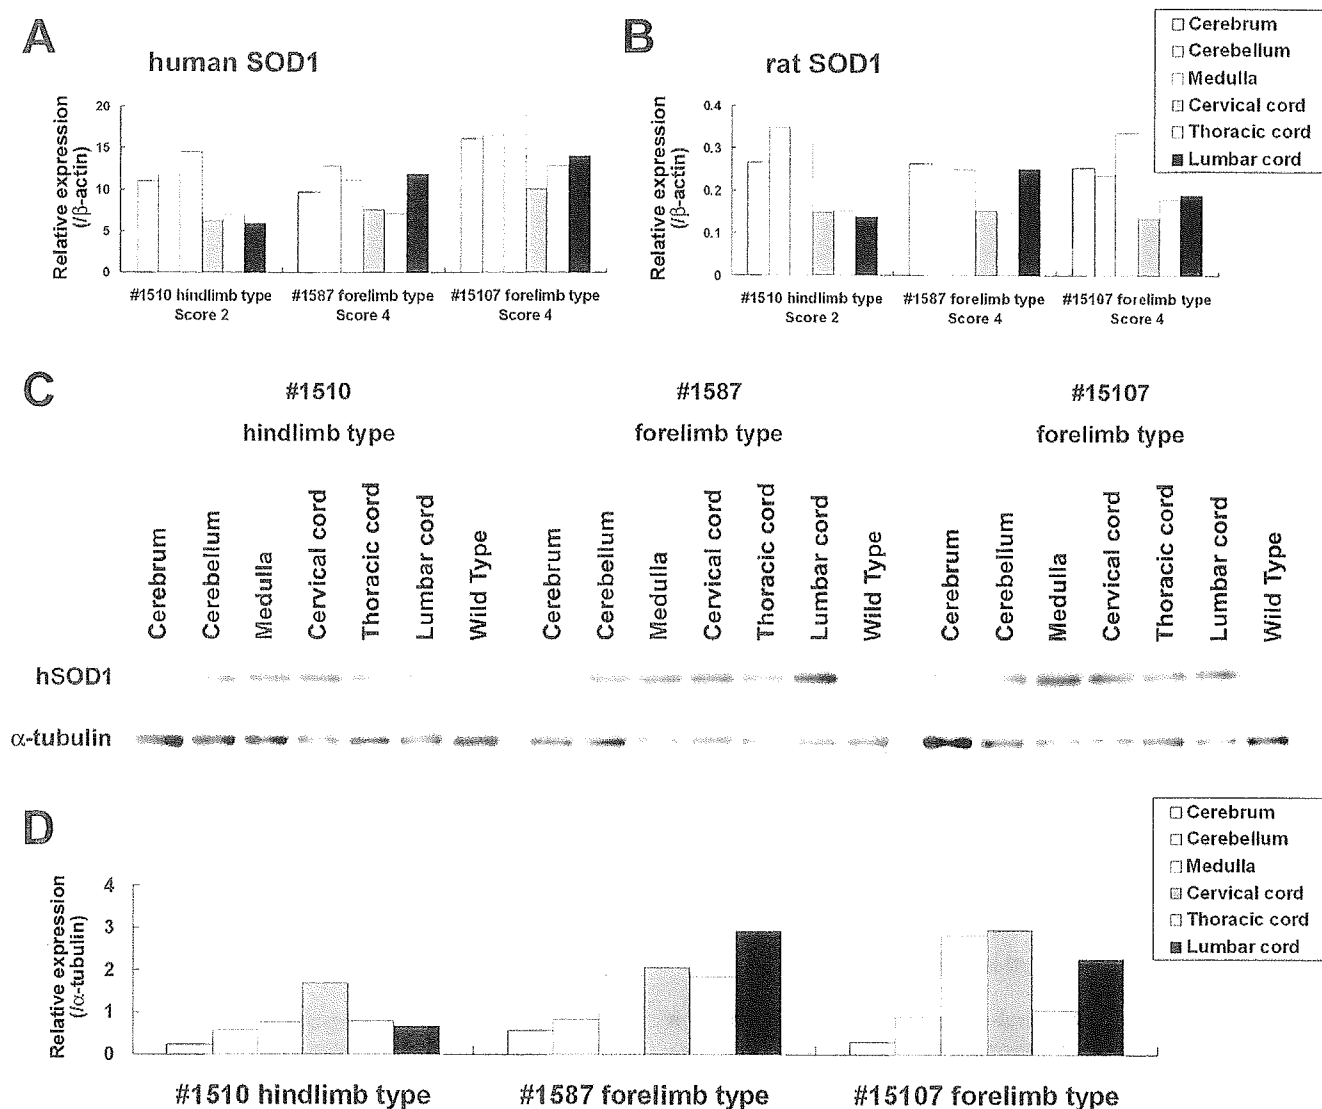 A
human SOD1
Relative expression
(/β-actin)
20
15
10
5
0
#1510 hindlimb type
Score 2
#1587 forelimb type
Score 4
#15107 forelimb type
Score 4
B
rat SOD1
Relative expression
(/β-actin)
0.4
0.3
0.2
0.1
0
#1510 hindlimb type
Score 2
#1587 forelimb type
Score 4
#15107 forelimb type
Score 4
Cerebrum
Cerebellum
Medulla
Cervical cord
Thoracic cord
Lumbar cord
C
#1510
hindlimb type
#1587
forelimb type
#15107
forelimb type
Cerebrum
Cerebellum
Medulla
Cervical cord
Thoracic cord
Lumbar cord
Wild Type
Cerebrum
Cerebellum
Medulla
Cervical cord
Thoracic cord
Lumbar cord
Wild Type
Cerebrum
Cerebellum
Medulla
Cervical cord
Thoracic cord
Lumbar cord
Wild Type
hSOD1
α-tubulin
D
Relative expression
(/α-tubulin)
4
3
2
1
0
#1510 hindlimb type
#1587 forelimb type
#15107 forelimb type
Cerebrum
Cerebellum
Medulla
Cervical cord
Thoracic cord
Lumbar cord